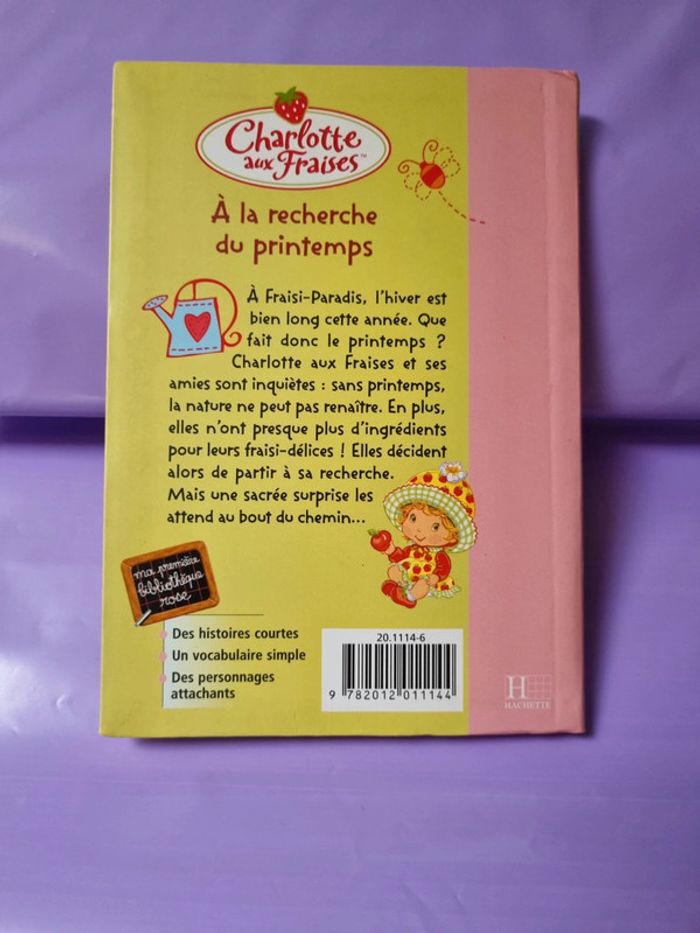 Charlotte
aux Fraises™
À la recherche
du printemps
À Fraisi-Paradis, l'hiver est
bien long cette année. Que
fait donc le printemps ?
Charlotte aux Fraises et ses
amies sont inquiètes : sans printemps,
la nature ne peut pas renaître. En plus,
elles n'ont presque plus d'ingrédients
pour leurs fraisi-délices ! Elles décident
alors de partir à sa recherche.
Mais une sacrée surprise les
attend au bout du chemin...
ma première
bibliothèque
rose
Des histoires courtes
Un vocabulaire simple
Des personnages
attachants
20.1114-6
9 782012 011144
H
HACHETTE